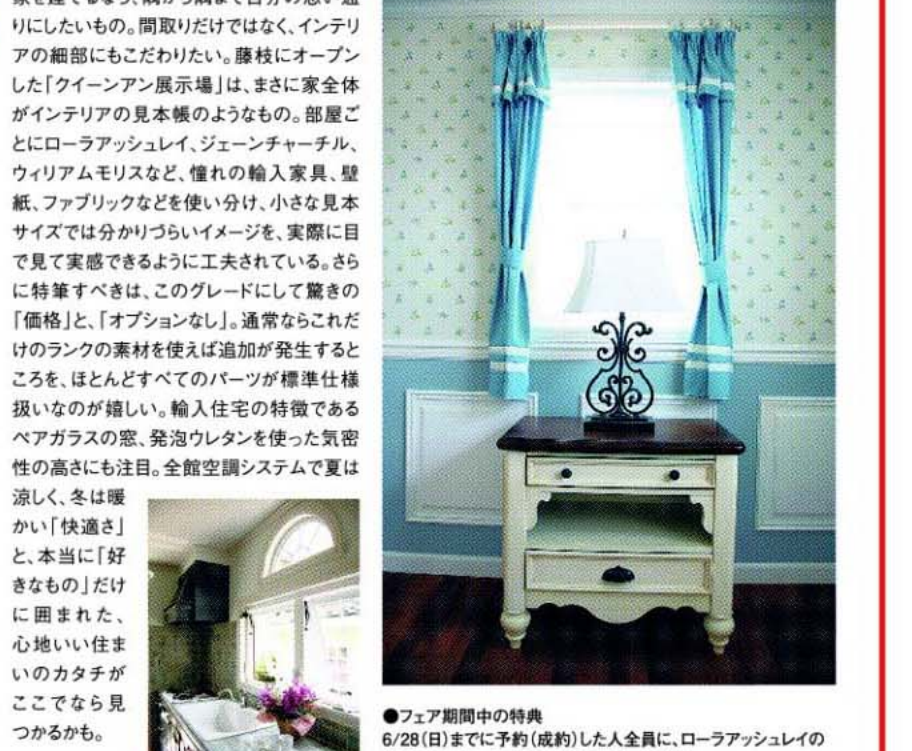 りにしたいもの。間取りだけではなく、インテリ
アの細部にもこだわりたい。藤枝にオープン
した「クイーンアン展示場」は、まさに家全体
がインテリアの見本帳のようなもの。部屋ご
とにローラアッシュレイ、ジェーンチャーチル、
ウィリアムモリスなど、憧れの輸入家具、壁
紙、ファブリックなどを使い分け、小さな見本
サイズでは分かりづらいイメージを、実際に目
で見て実感できるように工夫されている。さら
に特筆すべきは、このグレードにして驚きの
「価格」と、「オプションなし」。通常ならこれだ
けのランクの素材を使えば追加が発生すると
ころを、ほとんどすべてのパーツが標準仕様
扱いなのが嬉しい。輸入住宅の特徴である
ペアガラスの窓、発泡ウレタンを使った気密
性の高さにも注目。全館空調システムで夏は
涼しく、冬は暖
かい「快適さ」
と、本当に「好
きなもの」だけ
に囲まれた、
心地いい住ま
いのカタチが
ここでなら見
つかるかも。
●フェア期間中の特典
6/28(日)までに予約(成約)した人全員に、ローラアッシュレイの